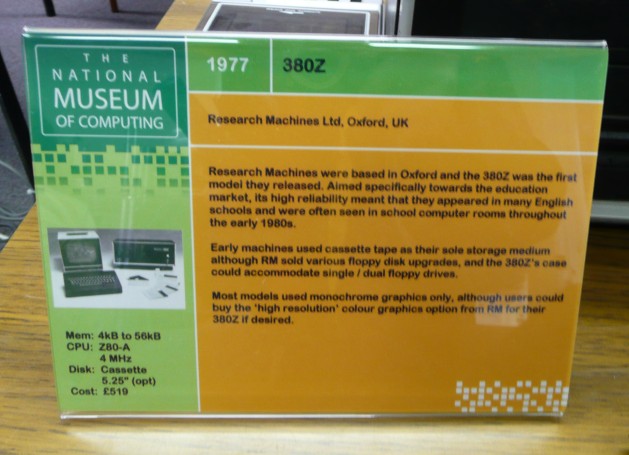 THE
NATIONAL
MUSEUM
OF COMPUTING
1977 380Z
Research Machines Ltd, Oxford, UK
Research Machines were based in Oxford and the 380Z was the first
model they released. Aimed specifically towards the education
market, its high reliability meant that they appeared in many English
schools and were often seen in school computer rooms throughout
the early 1980s.
Early machines used cassette tape as their sole storage medium
although RM sold various floppy disk upgrades, and the 380Z's case
could accommodate single / dual floppy drives.
Most models used monochrome graphics only, although users could
buy the 'high resolution' colour graphics option from RM for their
380Z if desired.
Mem: 4kB to 56kB
CPU: Z80-A
4 MHz
Disk: Cassette
5.25" (opt)
Cost: £519